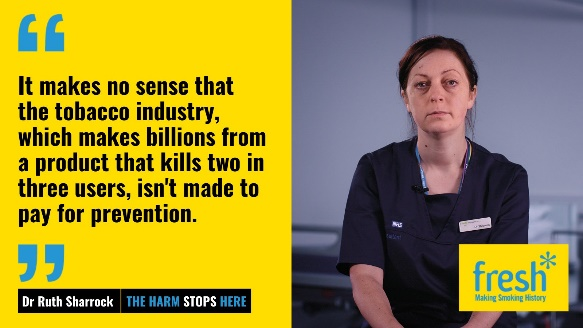 It makes no sense that
the tobacco industry,
which makes billions from
a product that kills two in
three users, isn't made to
pay for prevention.
Dr Ruth Sharrock THE HARM STOPS HERE
NHS
fresh*
Making Smoking History